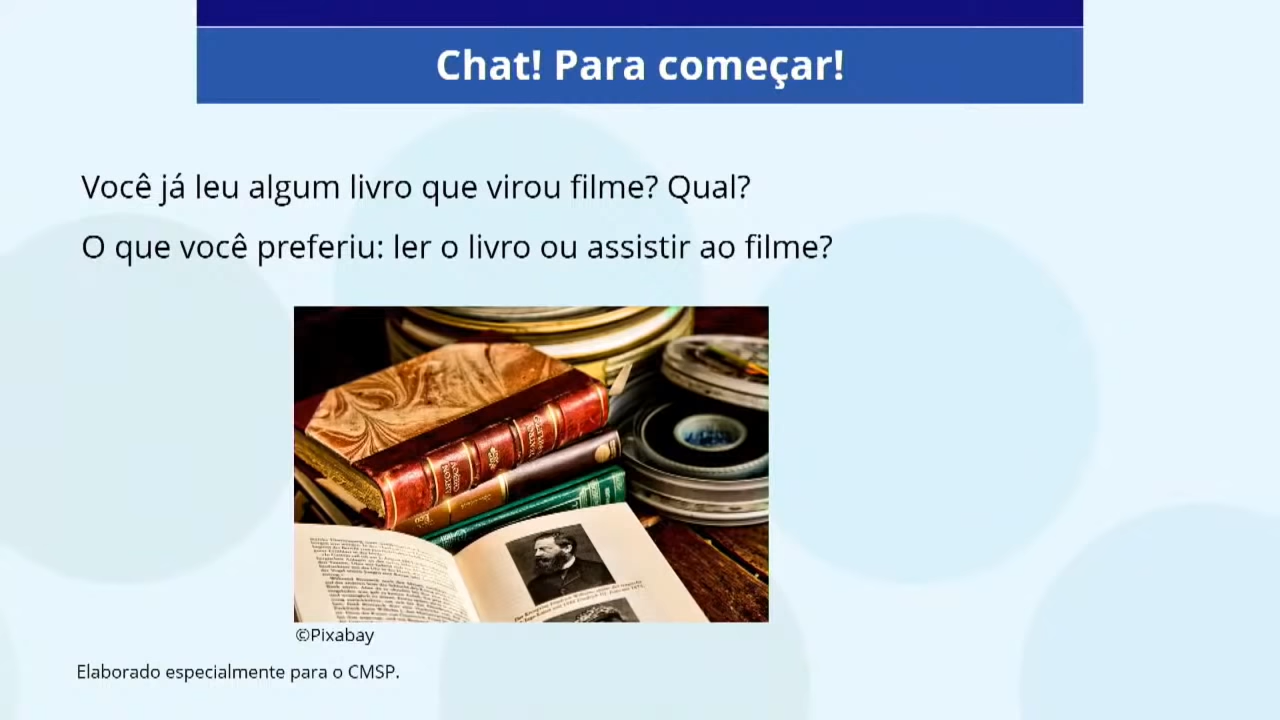 Chat! Para começar!
Você já leu algum livro que virou filme? Qual?
O que você preferiu: ler o livro ou assistir ao filme?
©Pixabay
Elaborado especialmente para o CMSP.